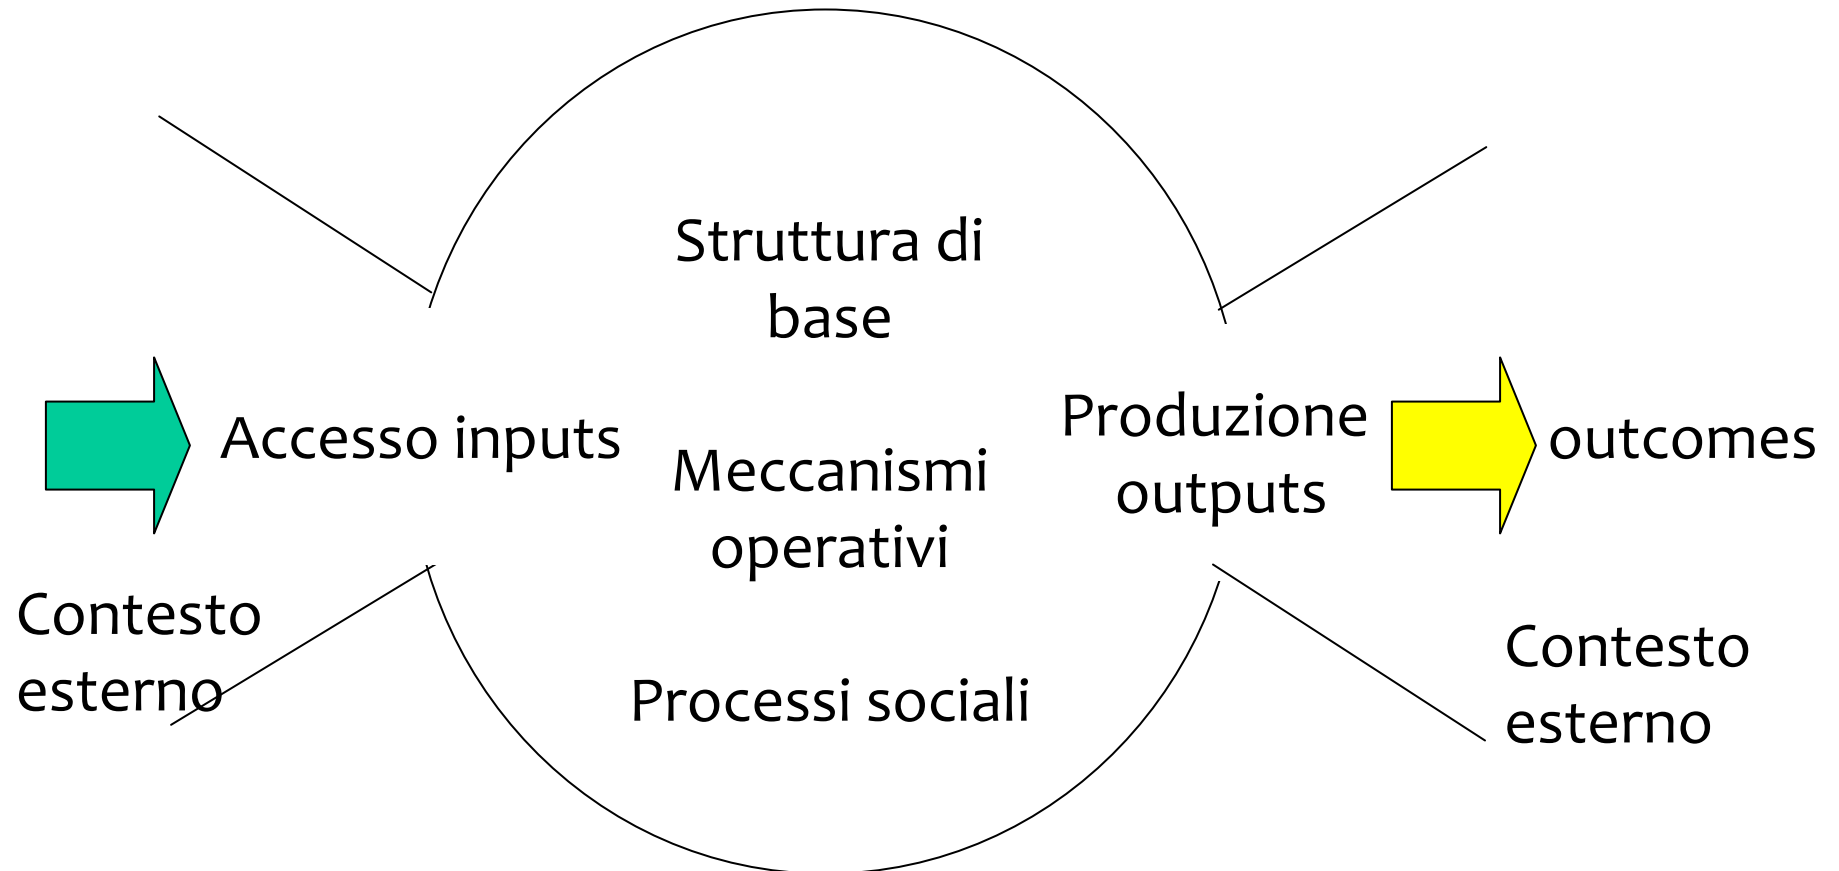 Struttura di
base
Accesso inputs
Meccanismi
operativi
Processi sociali
Produzione
outputs
outcomes
Contesto
esterno
Contesto
esterno